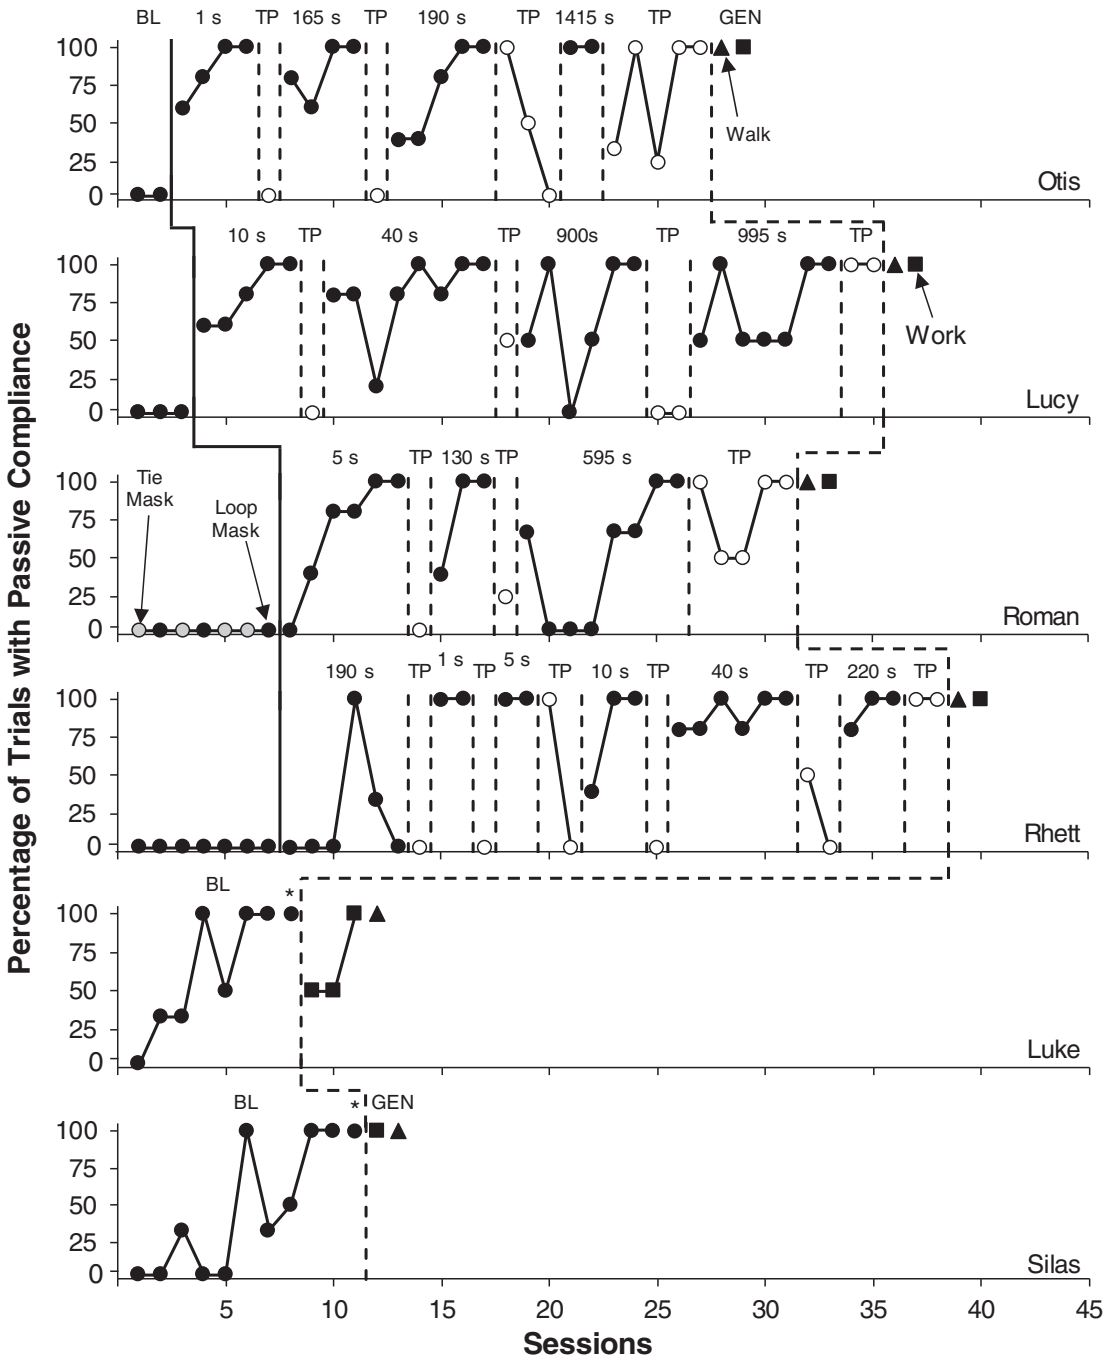 Percentage of Trials with Passive Compliance
BL 1 s TP 165 s TP 190 s TP 1415 s TP GEN
100
75
50
25
0
Walk
Otis
10 s TP 40 s TP 900s TP 995 s TP
100
75
50
25
0
Work
Lucy
5 s TP 130 s TP 595 s TP
100
75
50
25
0
Tie
Mask
Loop
Mask
Roman
190 s TP 1 s TP 5 s TP 10 s TP 40 s TP 220 s TP
100
75
50
25
0
Rhett
BL *
100
75
50
25
0
Luke
BL * GEN
100
75
50
25
0
Silas
5 10 15 20 25 30 35 40 45
Sessions